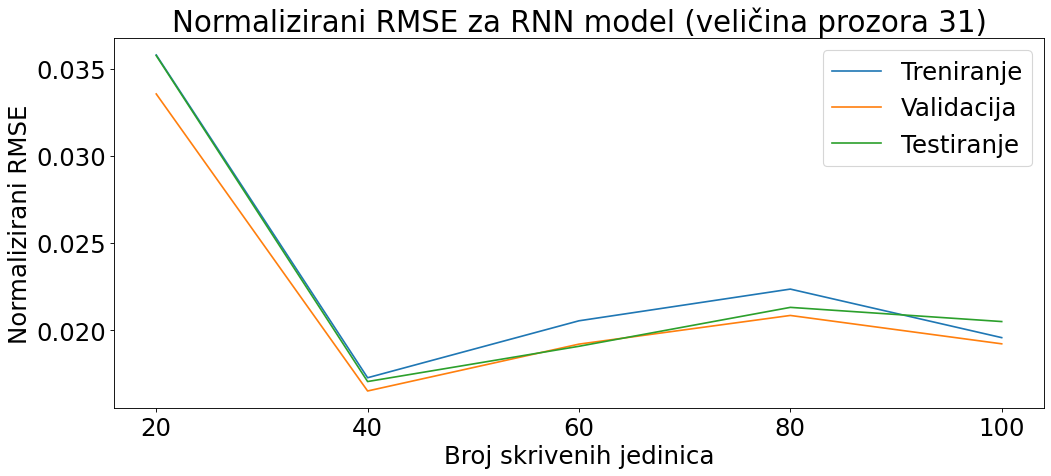 Normalizirani RMSE za RNN model (veličina prozora 31)
Treniranje
Validacija
Testiranje
Normalizirani RMSE
0.035
0.030
0.025
0.020
20 40 60 80 100
Broj skrivenih jedinica